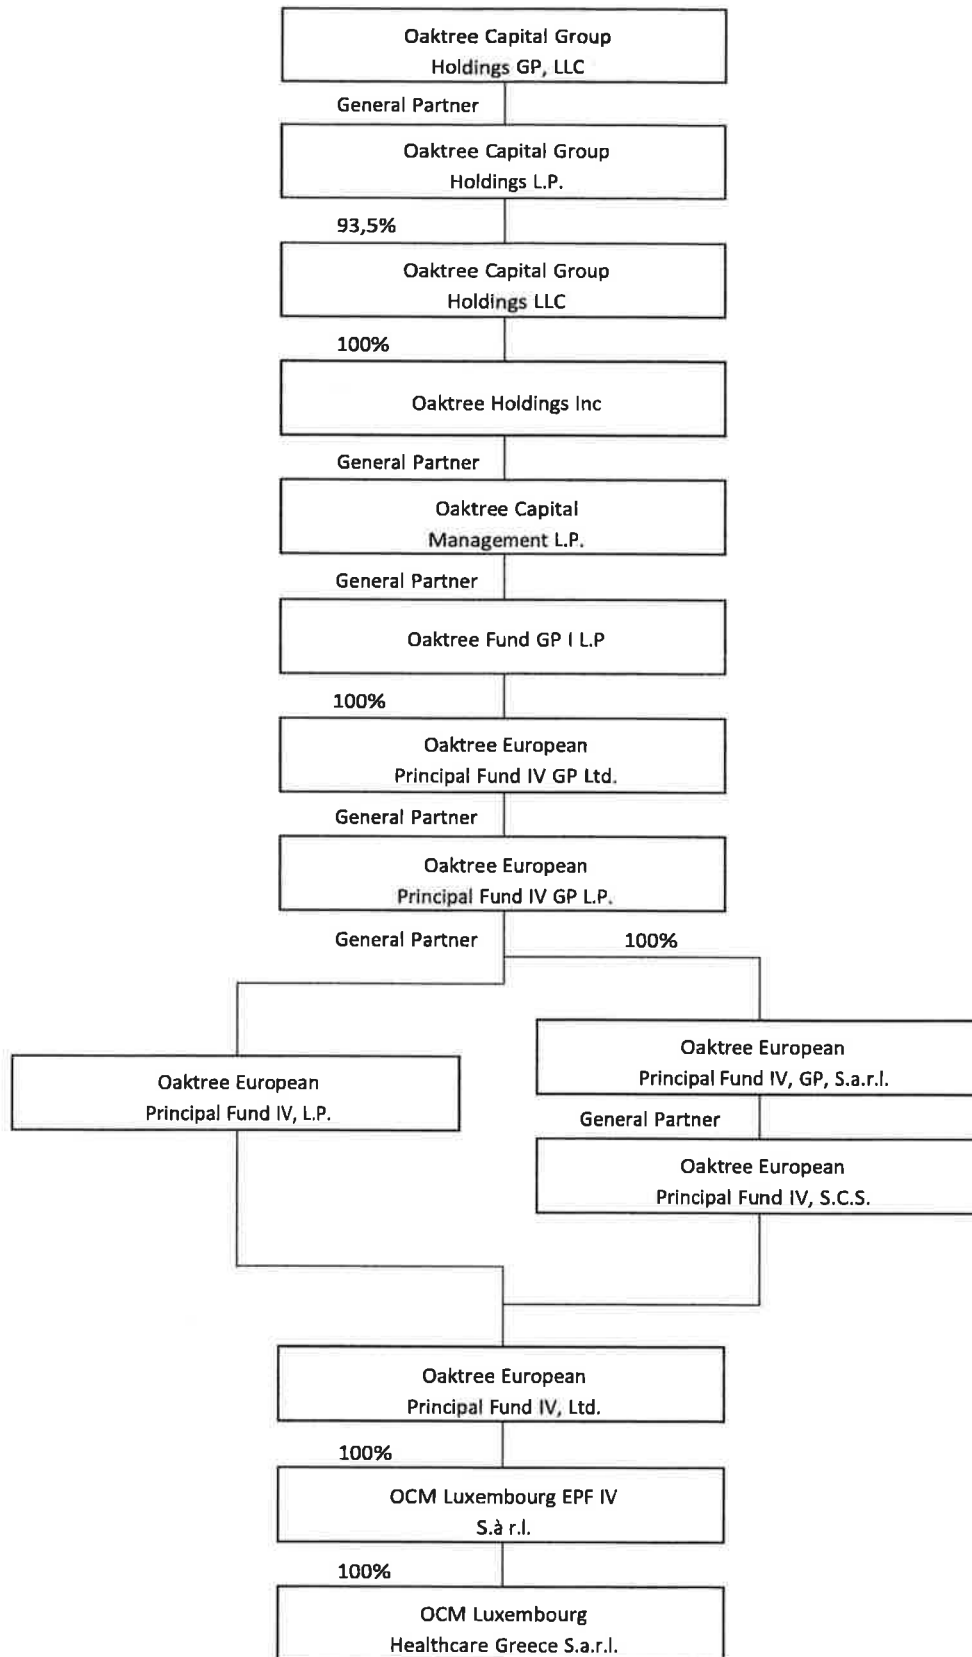 Oaktree Capital Group
Holdings GP, LLC
General Partner
Oaktree Capital Group
Holdings L.P.
93,5%
Oaktree Capital Group
Holdings LLC
100%
Oaktree Holdings Inc
General Partner
Oaktree Capital
Management L.P.
General Partner
Oaktree Fund GP I L.P
100%
Oaktree European
Principal Fund IV GP Ltd.
General Partner
Oaktree European
Principal Fund IV GP L.P.
General Partner
100%
Oaktree European
Principal Fund IV, L.P.
Oaktree European
Principal Fund IV, GP, S.a.r.l.
General Partner
Oaktree European
Principal Fund IV, S.C.S.
Oaktree European
Principal Fund IV, Ltd.
100%
OCM Luxembourg EPF IV
S.à r.l.
100%
OCM Luxembourg
Healthcare Greece S.a.r.l.